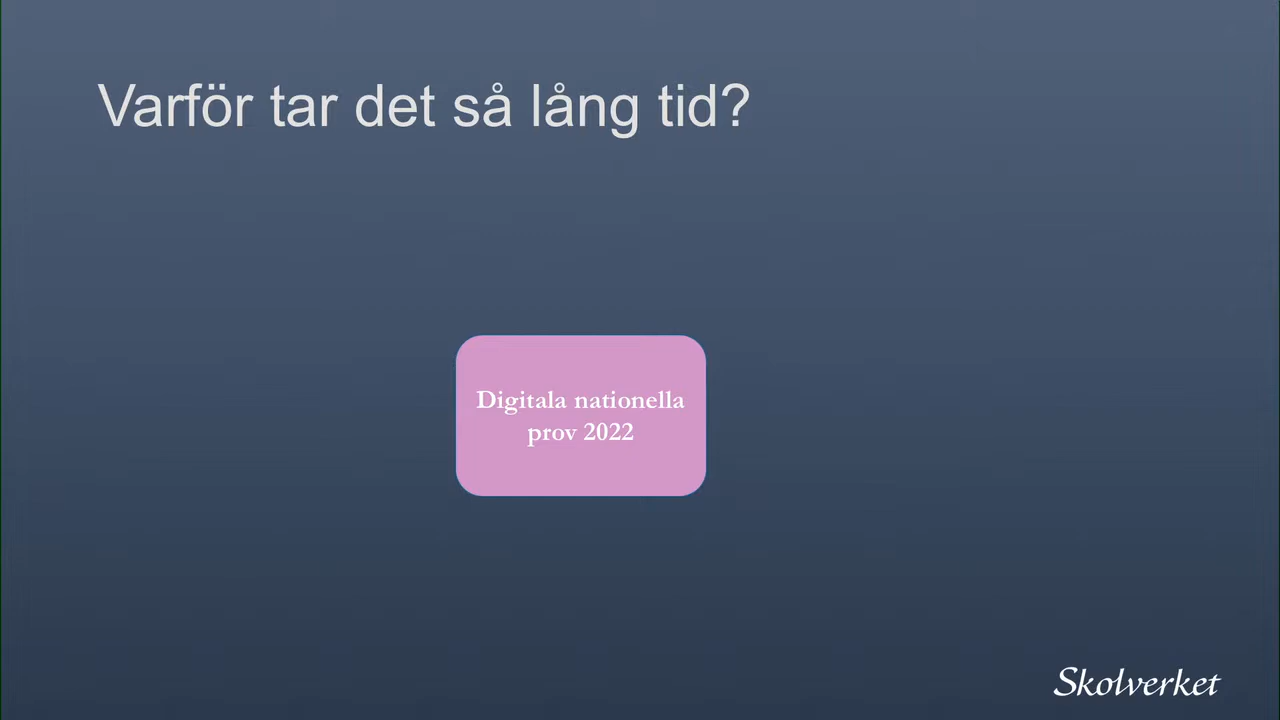 Varför tar det så lång tid?
Digitala nationella
prov 2022
Skolverket